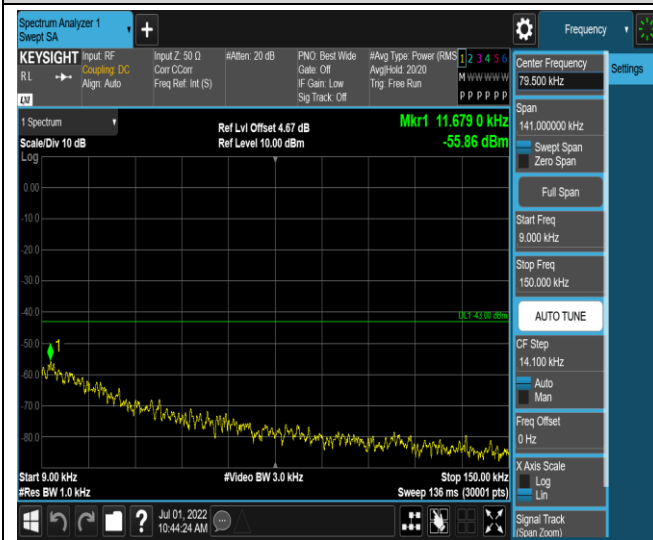 Spectrum Analyzer 1
Swept SA
+
Frequency
KEYSIGHT
RL
LXI
Input: RF
Coupling: DC
Align: Auto
Input Z: 50 Ω
Corr CCorr
Freq Ref: Int (S)
#Atten: 20 dB
PNO: Best Wide
Gate: Off
IF Gain: Low
Sig Track: Off
#Avg Type: Power (RMS
Avg|Hold: 20/20
Trig: Free Run
1 2 3 4 5 6
M W W W W W
P P P P P P
Center Frequency
79.500 kHz
Settings
Span
141.000000 kHz
Swept Span
Zero Span
Full Span
Start Freq
9.000 kHz
Stop Freq
150.000 kHz
AUTO TUNE
CF Step
14.100 kHz
Auto
Man
Freq Offset
0 Hz
X Axis Scale
Log
Lin
Signal Track
(Span Zoom)
1 Spectrum
Scale/Div 10 dB
Ref Lvl Offset 4.67 dB
Ref Level 10.00 dBm
Mkr1 11.679 0 kHz
-55.86 dBm
Log
0.00
-10.0
-20.0
-30.0
-40.0
DL1 -43.00 dBm
-50.0
1
-60.0
-70.0
-80.0
Start 9.00 kHz
#Res BW 1.0 kHz
#Video BW 3.0 kHz
Stop 150.00 kHz
Sweep 136 ms (30001 pts)
?
Jul 01, 2022
10:44:24 AM